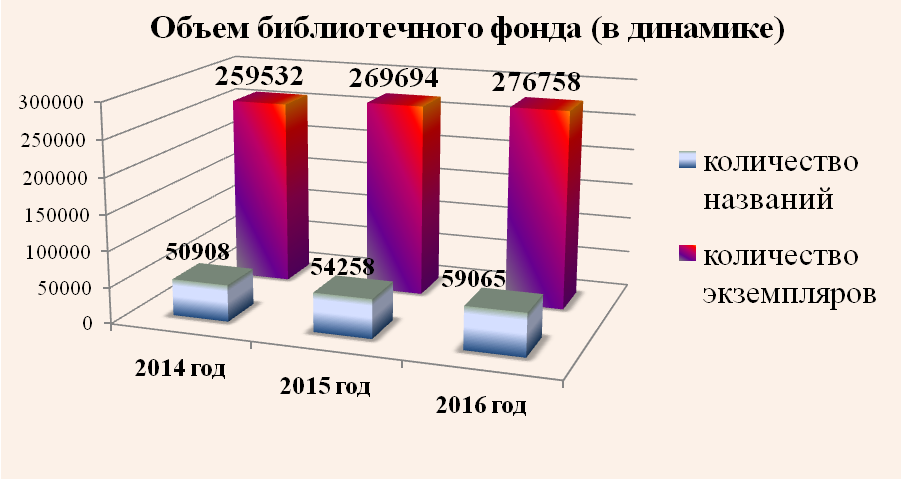 Объем библиотечного фонда (в динамике)
259532
269694
276758
300000
250000
200000
150000
100000
50000
0
50908
54258
59065
2014 год
2015 год
2016 год
количество
названий
количество
экземпляров